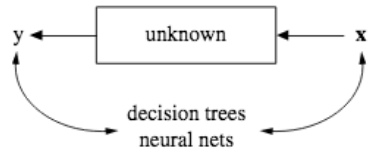 y unknown x
decision trees
neural nets